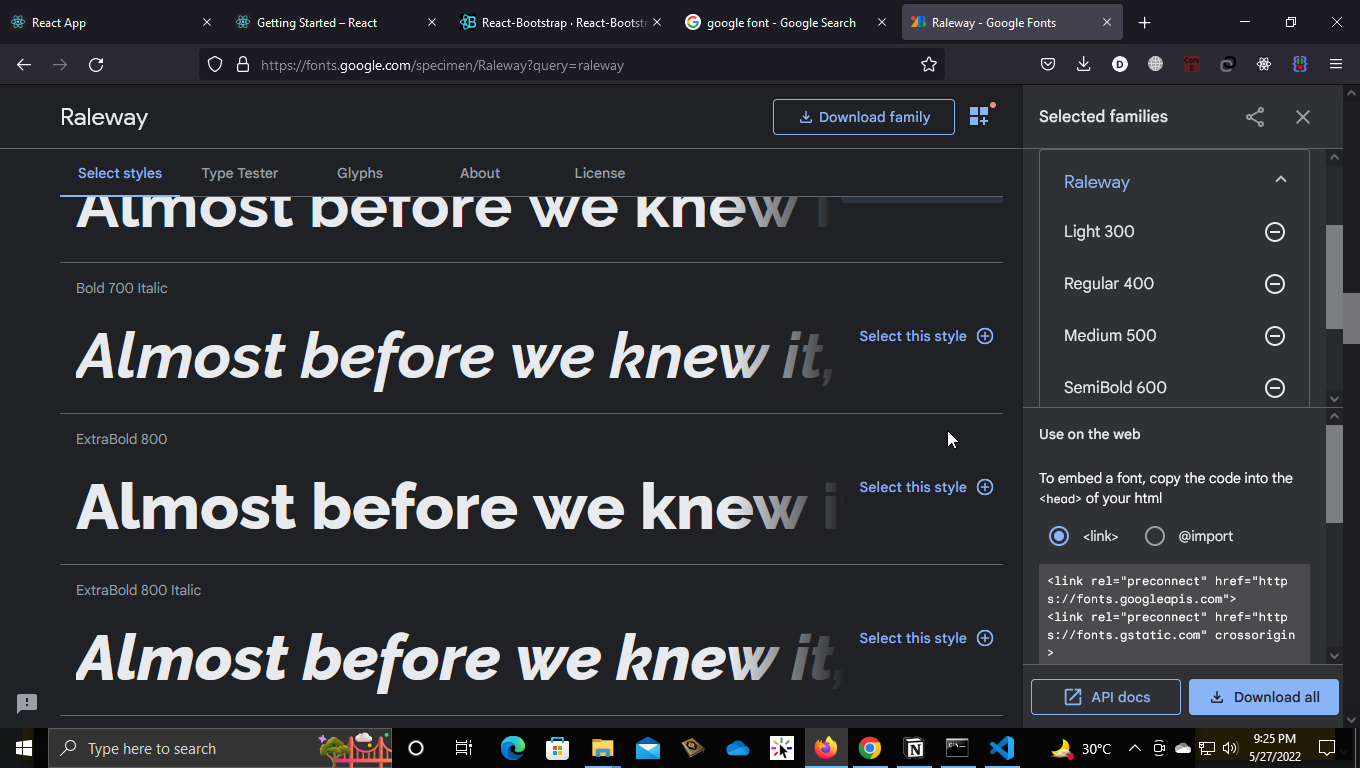 React App
Getting Started – React
React-Bootstrap · React-Bootstr
google font - Google Search
Raleway - Google Fonts
https://fonts.google.com/specimen/Raleway?query=raleway
Raleway
Download family
Selected families
Select styles
Type Tester
Glyphs
About
License
Almost before we knew i
Bold 700 Italic
Almost before we knew it,
Select this style
ExtraBold 800
Almost before we knew it
Select this style
ExtraBold 800 Italic
Almost before we knew it,
Select this style
Raleway
Light 300
Regular 400
Medium 500
SemiBold 600
Use on the web
To embed a font, copy the code into the
<head> of your html
<link>
@import
<link rel="preconnect" href="http
s://fonts.googleapis.com">
<link rel="preconnect" href="http
s://fonts.gstatic.com" crossorigin
>
API docs
Download all
Type here to search
30°C
9:25 PM
5/27/2022